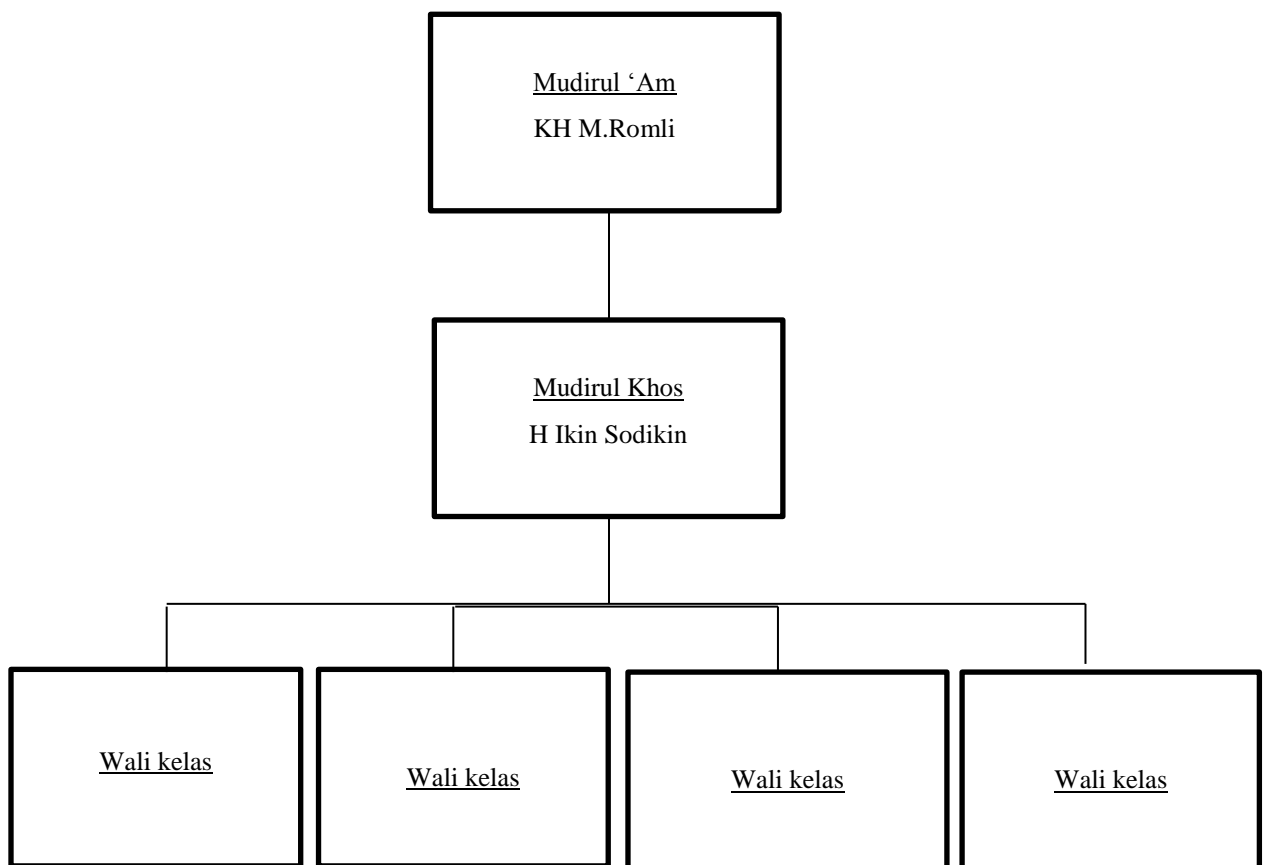 Mudirul ‘Am
KH M.Romli
Mudirul Khos
H Ikin Sodikin
Wali kelas
Wali kelas
Wali kelas
Wali kelas